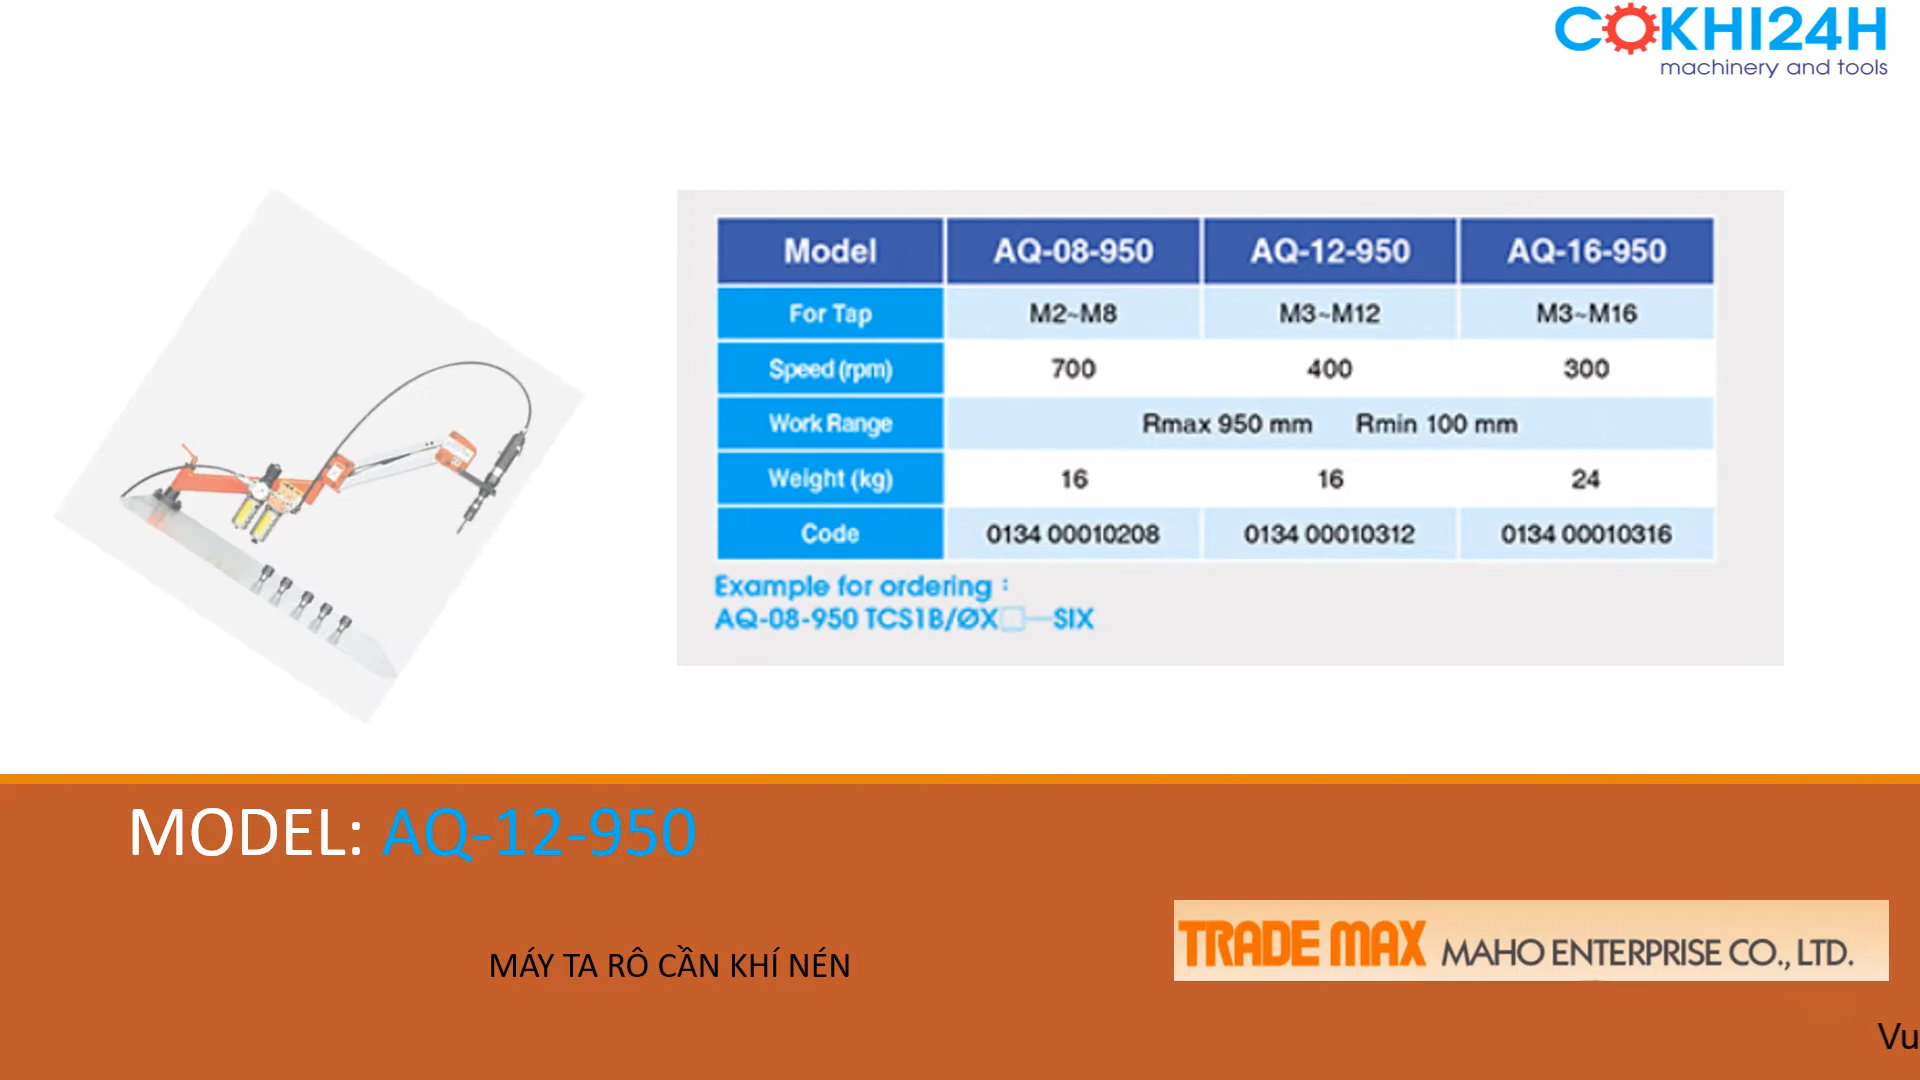 COKHI24H
machinery and tools
Model AQ-08-950 AQ-12-950 AQ-16-950
For Tap M2~M8 M3~M12 M3~M16
Speed (rpm) 700 400 300
Work Range Rmax 950 mm Rmin 100 mm
Weight (kg) 16 16 24
Code 0134 00010208 0134 00010312 0134 00010316
Example for ordering :
AQ-08-950 TCS1B/ØX□—SIX
MODEL: AQ-12-950
MÁY TA RÔ CẦN KHÍ NÉN
TRADE MAX MAHO ENTERPRISE CO., LTD.
Vu